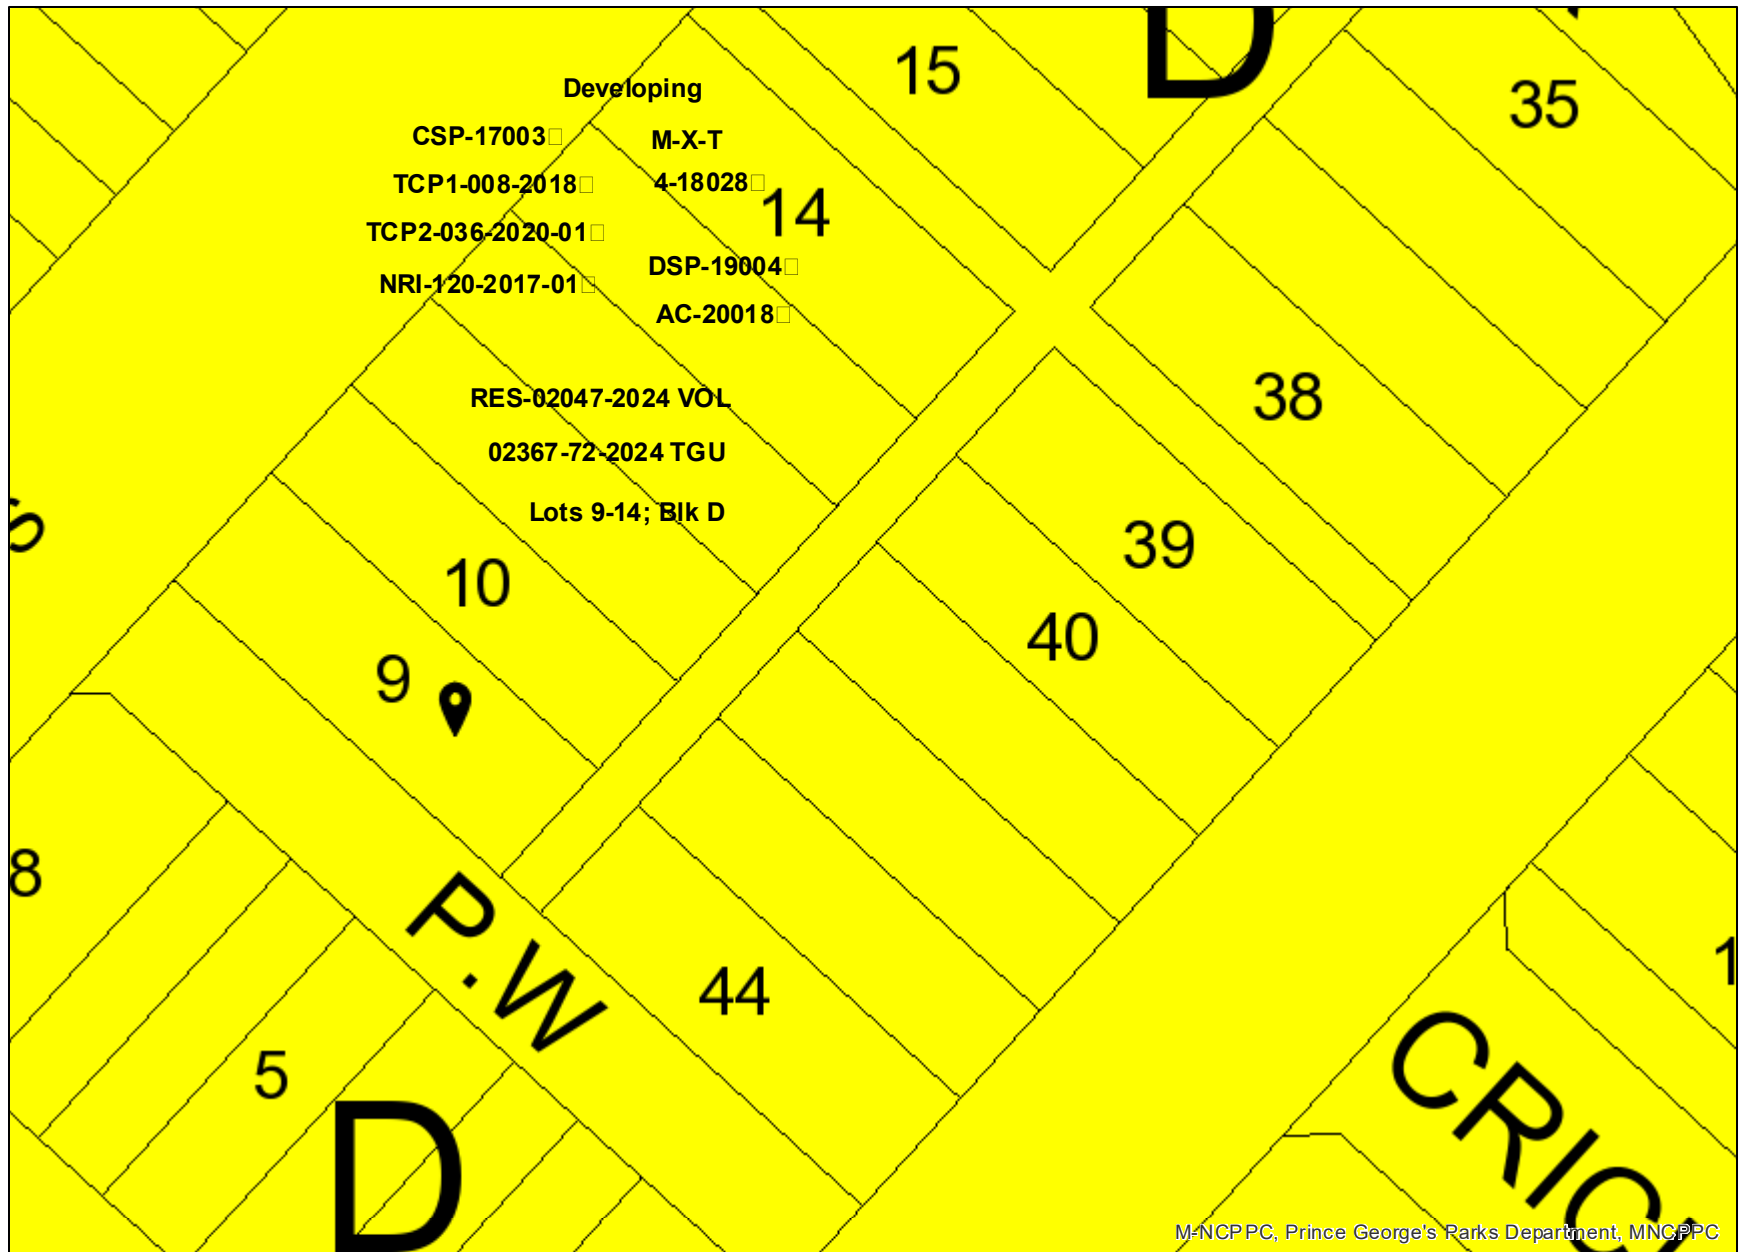 D
15
35
Developing
CSP-17003
M-X-T
TCP1-008-2018
4-18028
14
TCP2-036-2020-01
DSP-19004
NRI-120-2017-01
AC-20018
RES-02047-2024 VOL
38
02367-72-2024 TGU
Lots 9-14; Blk D
S
39
10
40
9
8
P.W
44
1
5
D
CRIC
M-NCPPC, Prince George's Parks Department, MNCPPC